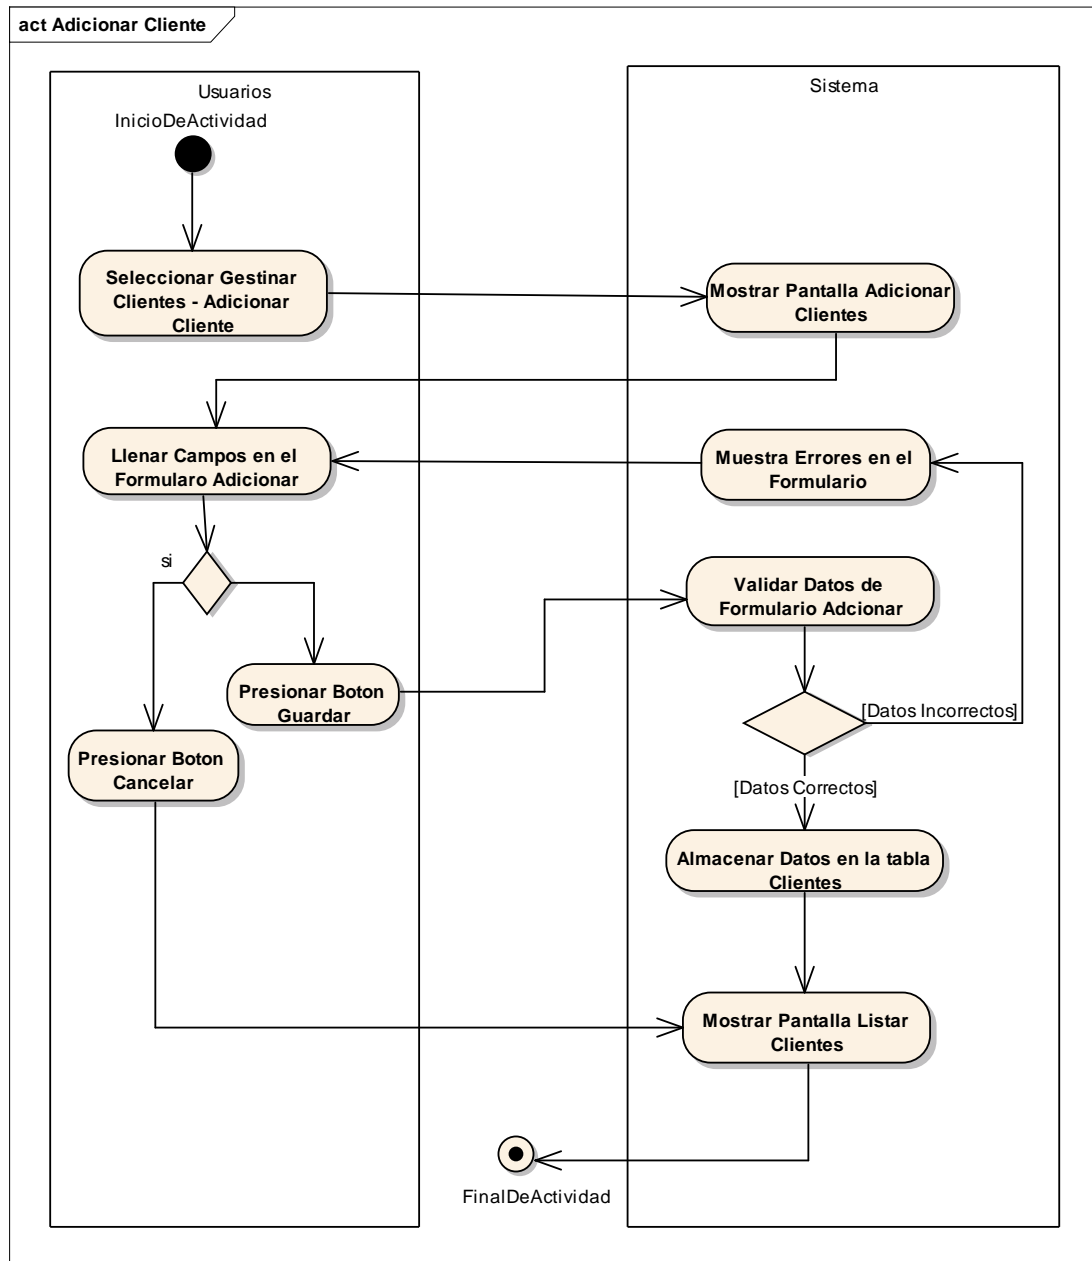 act Adicionar Cliente
Usuarios
Sistema
InicioDeActividad
Seleccionar Gestinar
Clientes - Adicionar
Cliente
Mostrar Pantalla Adicionar
Clientes
Llenar Campos en el
Formularo Adicionar
Muestra Errores en el
Formulario
si
Validar Datos de
Formulario Adcionar
Presionar Boton
Guardar
[Datos Incorrectos]
Presionar Boton
Cancelar
[Datos Correctos]
Almacenar Datos en la tabla
Clientes
Mostrar Pantalla Listar
Clientes
FinalDeActividad